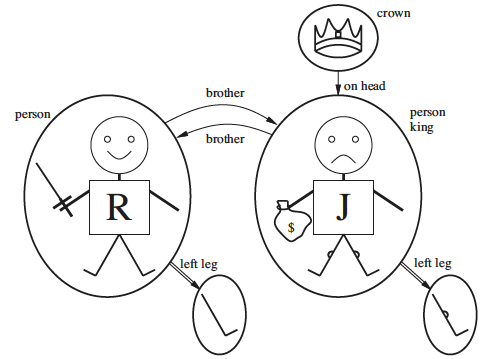 crown
on head
brother
person
person
king
brother
R
J
$
left leg
left leg